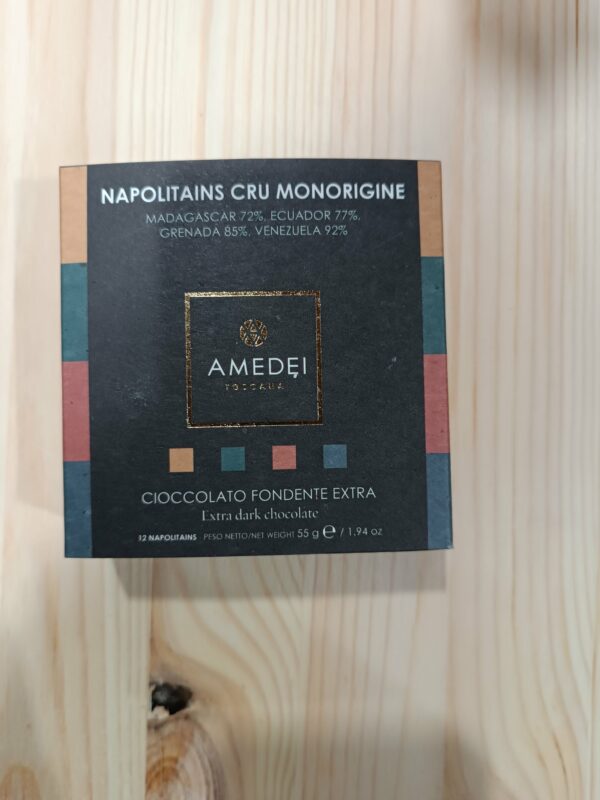 NAPOLITAINS CRU MONORIGINE
MADAGASCAR 72%, ECUADOR 77%,
GRENADA 85%, VENEZUELA 92%
AMEDEI
TOSCANA
CIOCCOLATO FONDENTE EXTRA
Extra dark chocolate
12 NAPOLITAINS PESO NETTO/NET WEIGHT 55 g ℮ / 1,94 oz